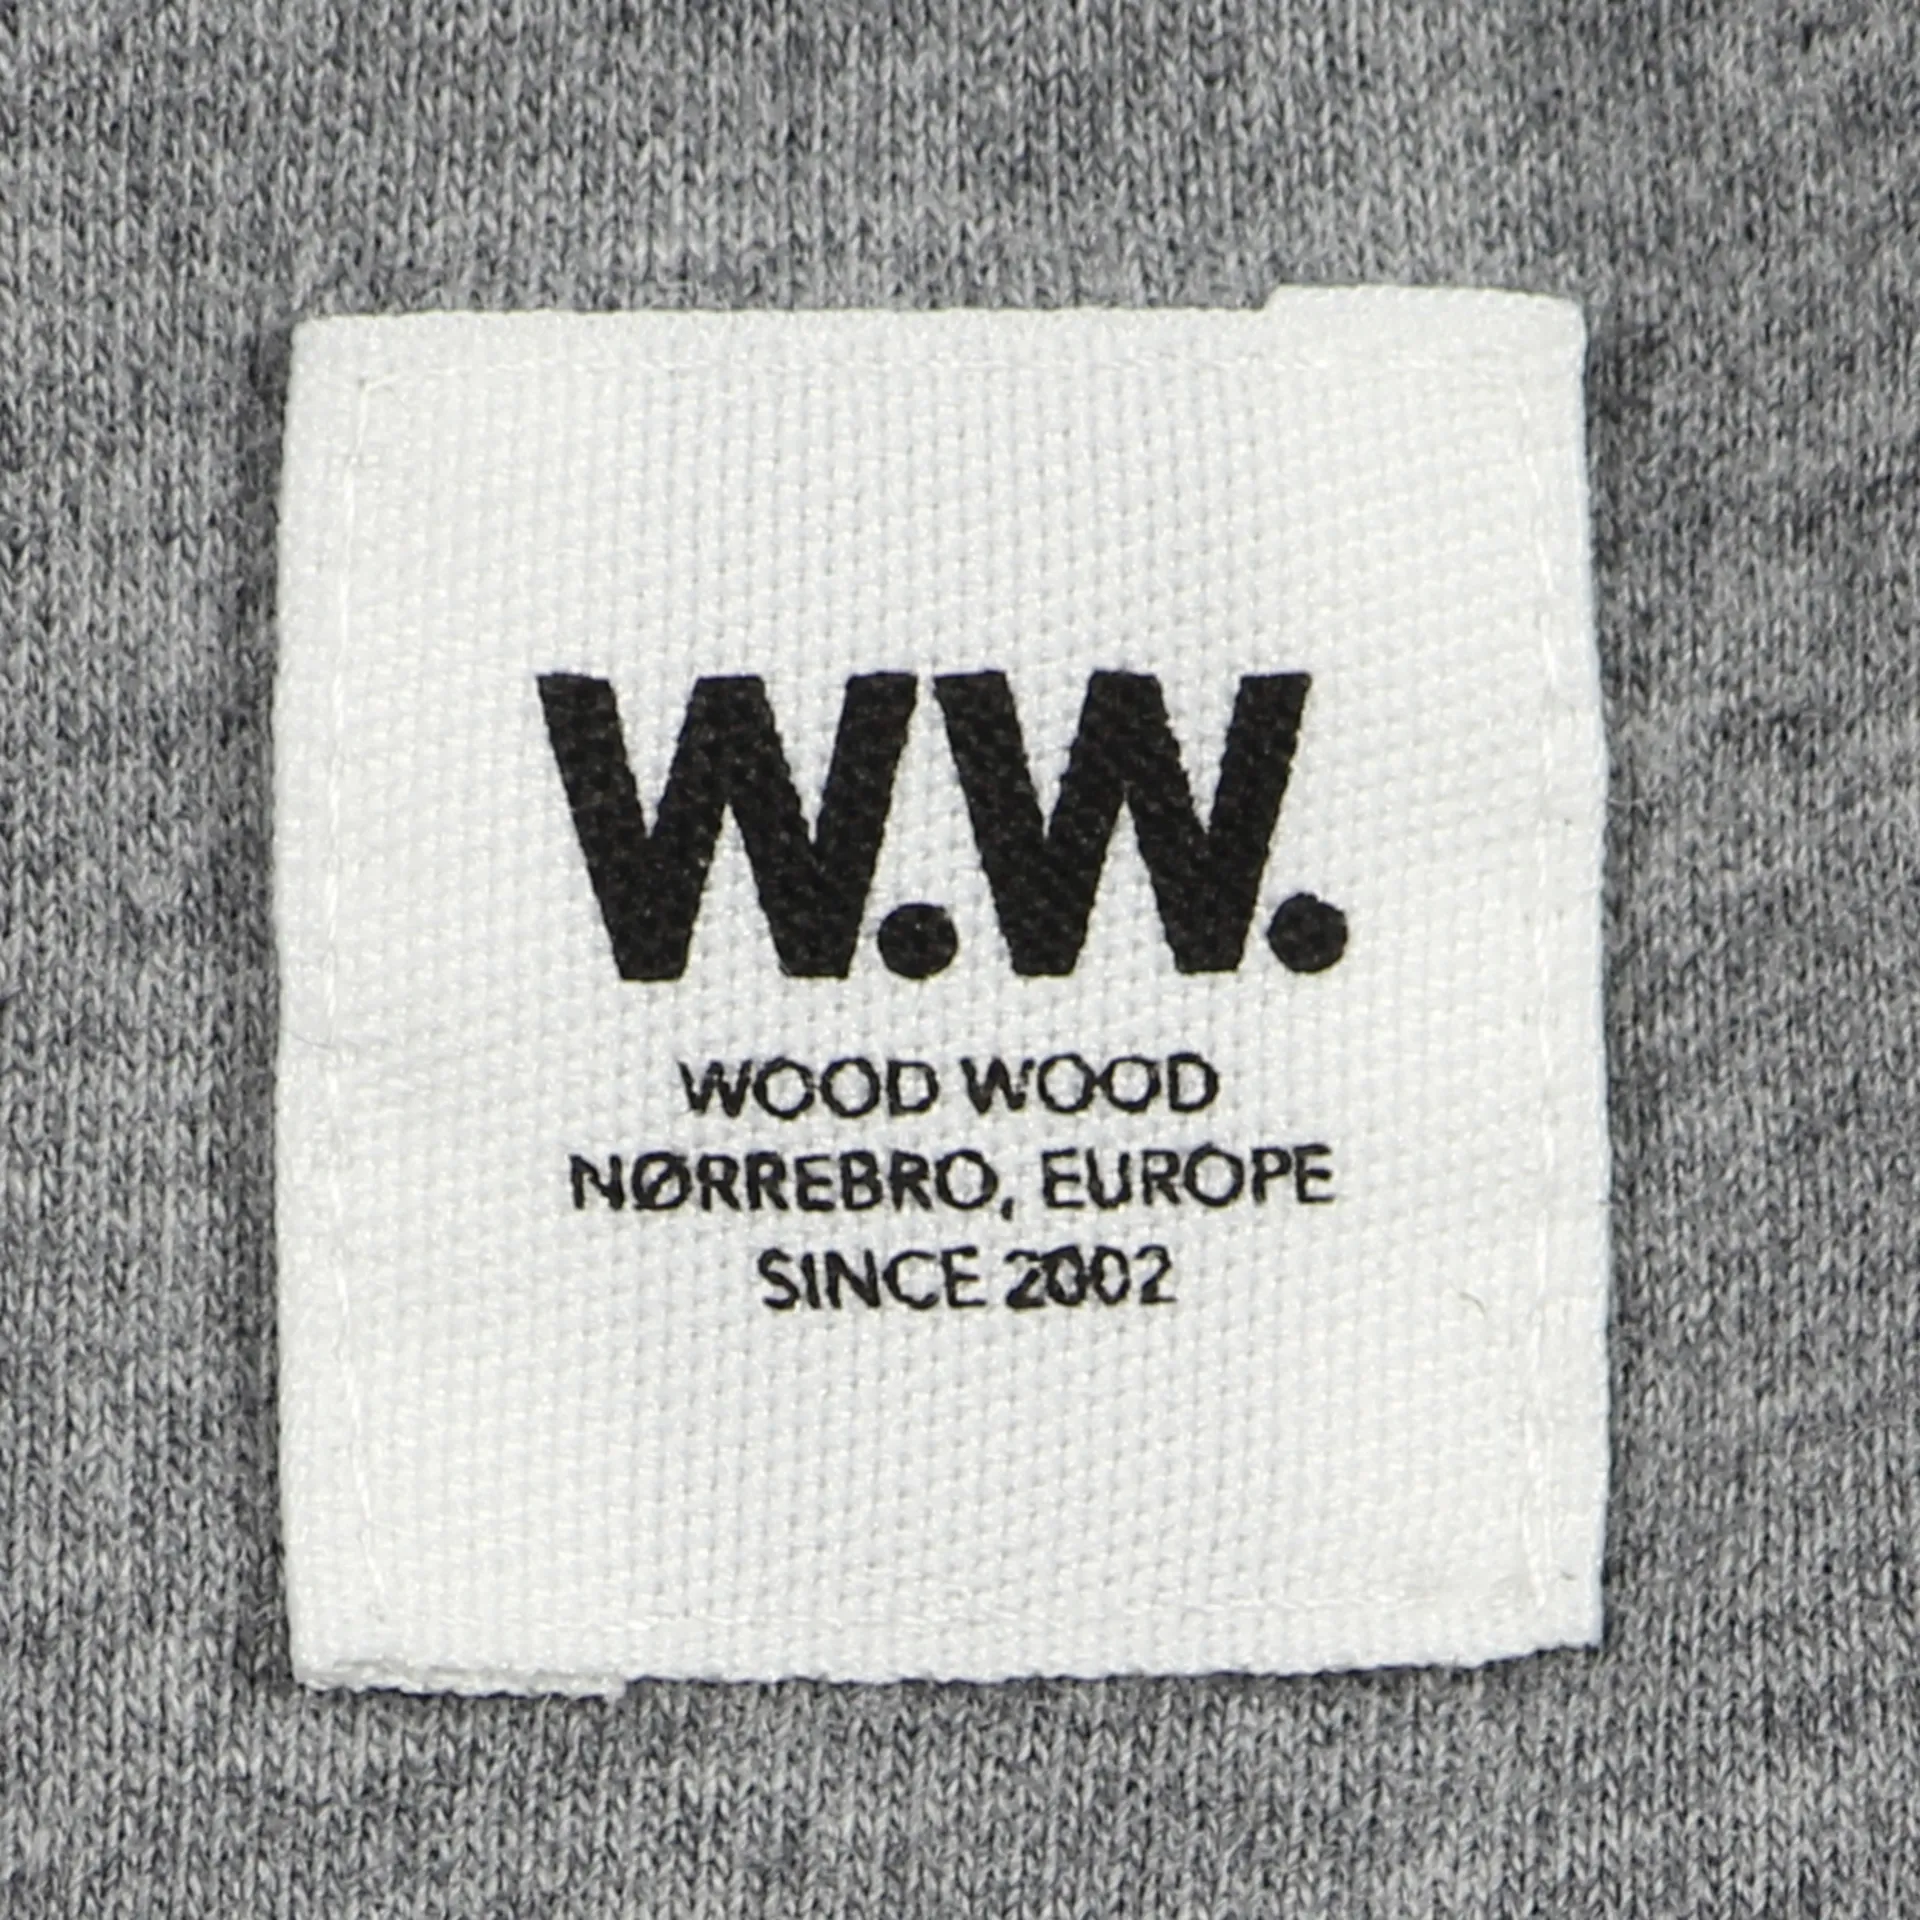 W.W.
WOOD WOOD
NØRREBRO, EUROPE
SINCE 2002